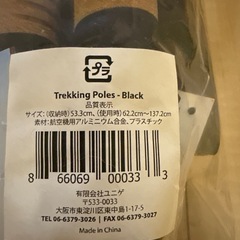 プラ
Trekking Poles - Black
品質表示
サイズ：（収納時）53.3cm、（使用時）62.2cm～137.2cm
素材：航空機用アルミニウム合金、プラスチック
8 66069 00033 3
有限会社ユニゲ
〒533-0033
大阪市東淀川区東中島1-17-5
TEL 06-6379-3026
FAX 06-6379-3027
Made in China